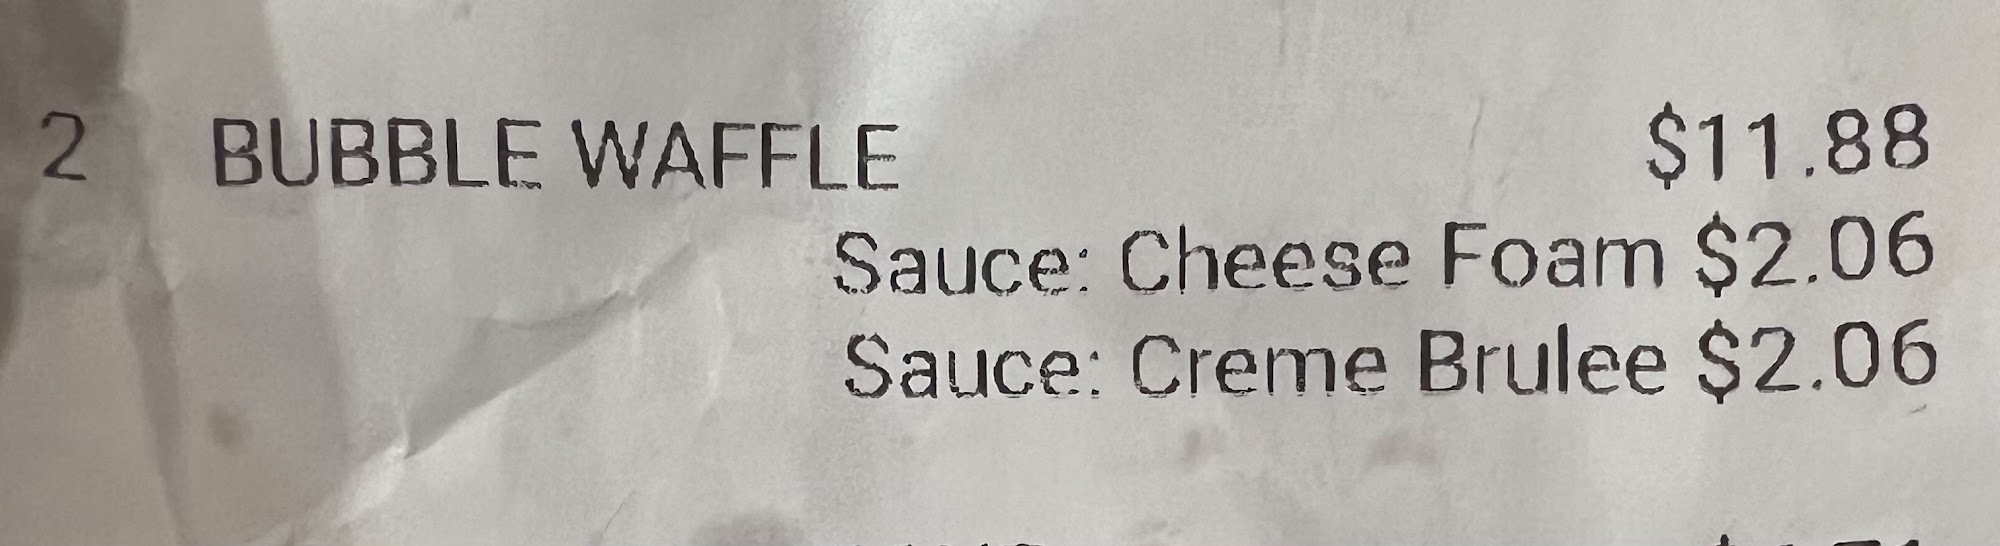 2 BUBBLE WAFFLE $11.88
Sauce: Cheese Foam $2.06
Sauce: Creme Brulee $2.06